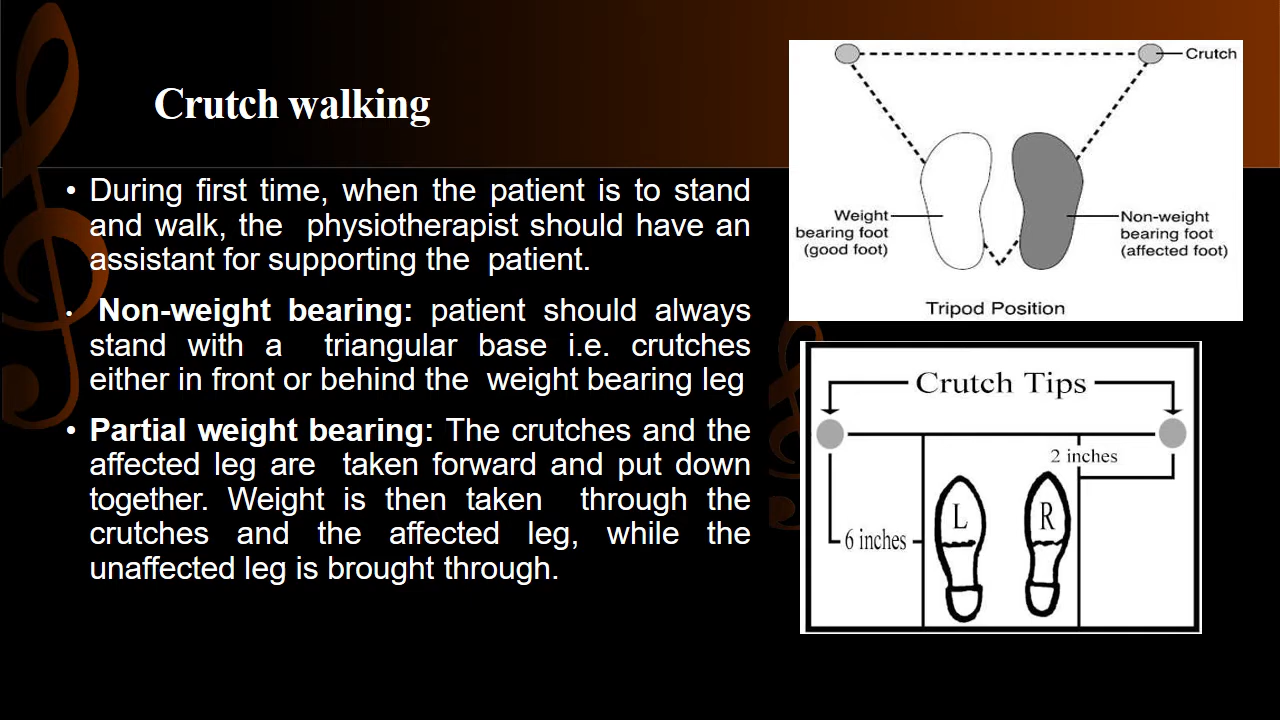 Crutch walking
• During first time, when the patient is to stand
and walk, the physiotherapist should have an
assistant for supporting the patient.
• Non-weight bearing: patient should always
stand with a triangular base i.e. crutches
either in front or behind the weight bearing leg
• Partial weight bearing: The crutches and the
affected leg are taken forward and put down
together. Weight is then taken through the
crutches and the affected leg, while the
unaffected leg is brought through.
Crutch
Weight
bearing foot
(good foot)
Non-weight
bearing foot
(affected foot)
Tripod Position
Crutch Tips
2 inches
L
R
6 inches